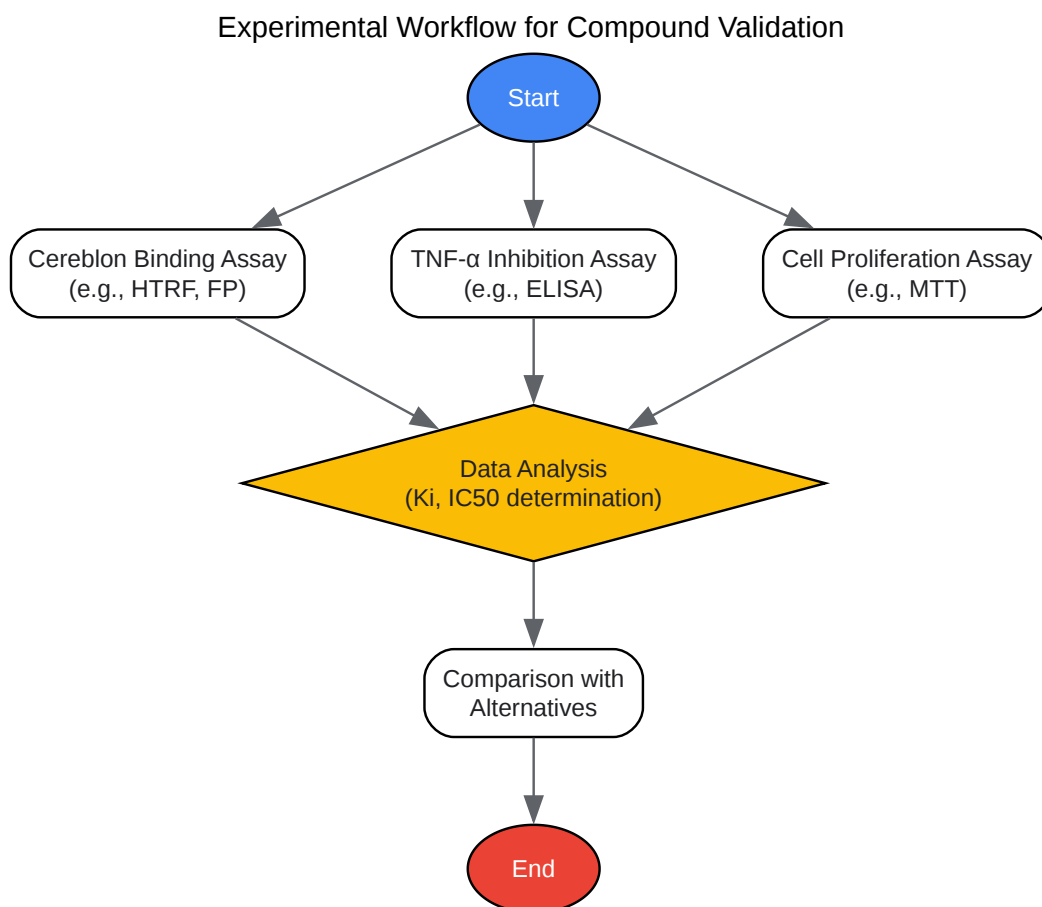 Experimental Workflow for Compound Validation
Start
Cereblon Binding Assay
(e.g., HTRF, FP)
TNF-α Inhibition Assay
(e.g., ELISA)
Cell Proliferation Assay
(e.g., MTT)
Data Analysis
(Ki, IC50 determination)
Comparison with
Alternatives
End